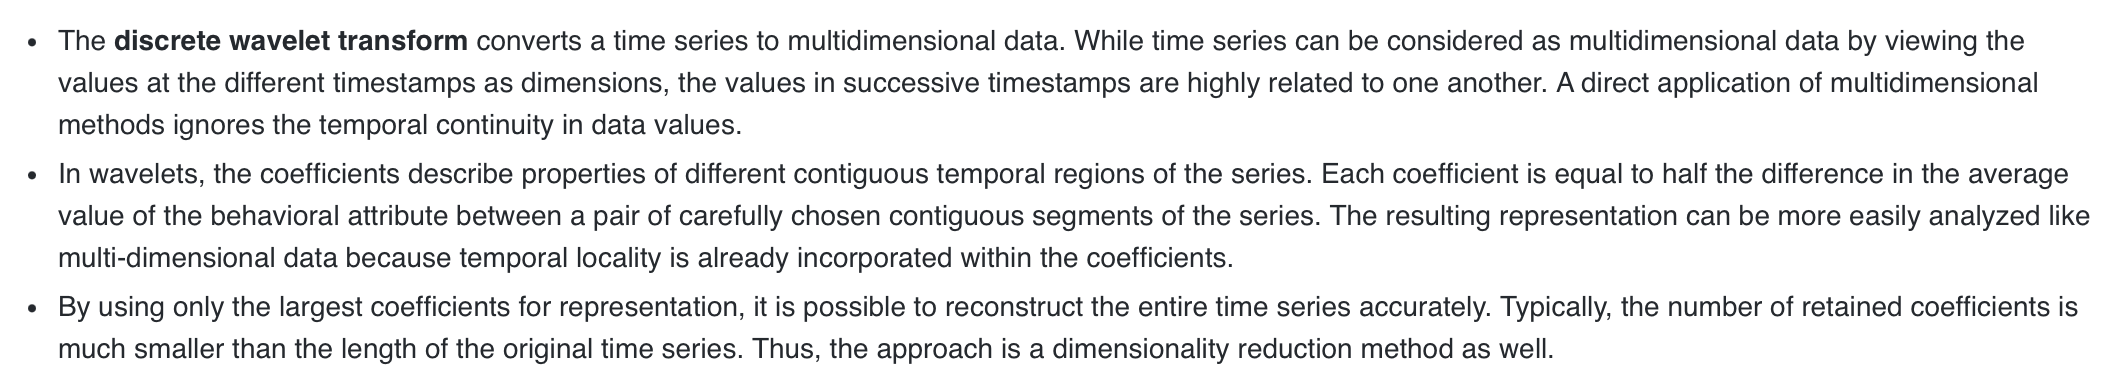 • The discrete wavelet transform converts a time series to multidimensional data. While time series can be considered as multidimensional data by viewing the
values at the different timestamps as dimensions, the values in successive timestamps are highly related to one another. A direct application of multidimensional
methods ignores the temporal continuity in data values.
• In wavelets, the coefficients describe properties of different contiguous temporal regions of the series. Each coefficient is equal to half the difference in the average
value of the behavioral attribute between a pair of carefully chosen contiguous segments of the series. The resulting representation can be more easily analyzed like
multi-dimensional data because temporal locality is already incorporated within the coefficients.
• By using only the largest coefficients for representation, it is possible to reconstruct the entire time series accurately. Typically, the number of retained coefficients is
much smaller than the length of the original time series. Thus, the approach is a dimensionality reduction method as well.